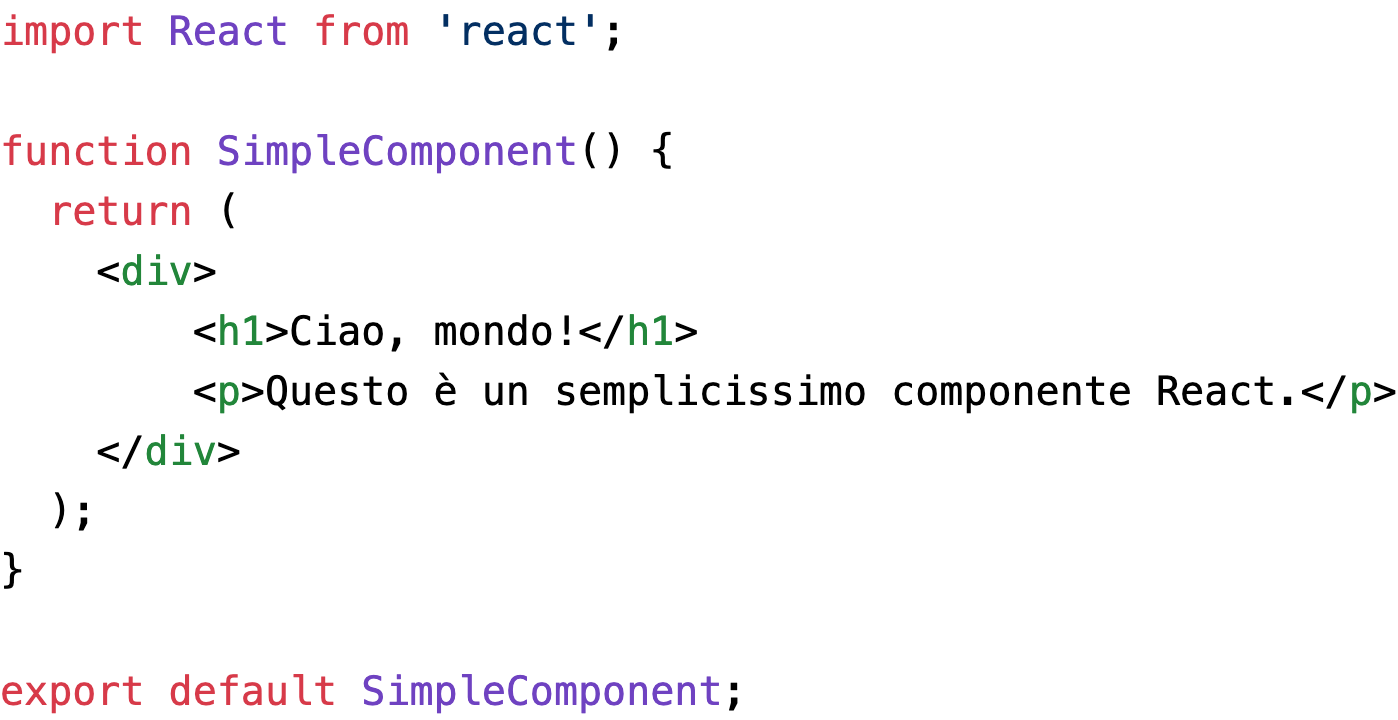 import React from 'react';

function SimpleComponent() {
  return (
    <div>
        <h1>Ciao, mondo!</h1>
        <p>Questo è un semplicissimo componente React.</p>
    </div>
  );
}

export default SimpleComponent;